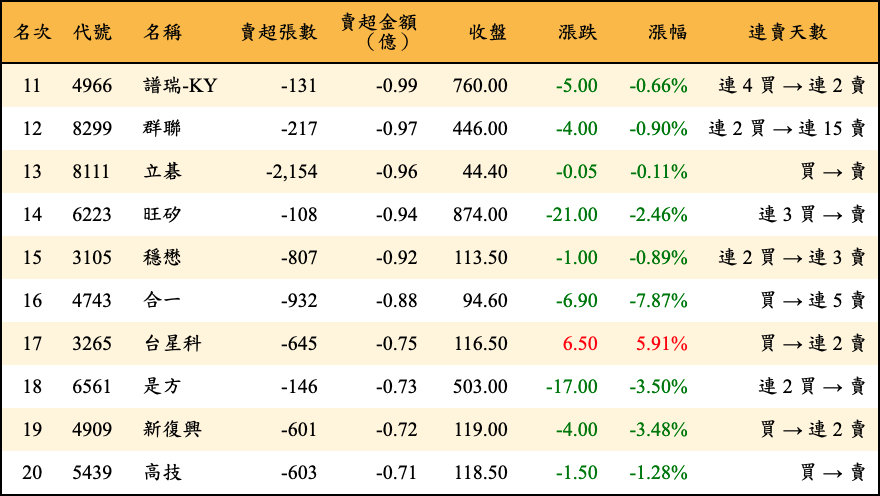 名次 代號 名稱 賣超張數 賣超金額（億） 收盤 漲跌 漲幅 連賣天數
11 4966 譜瑞-KY -131 -0.99 760.00 -5.00 -0.66% 連 4 買 → 連 2 賣
12 8299 群聯 -217 -0.97 446.00 -4.00 -0.90% 連 2 買 → 連 15 賣
13 8111 立碁 -2,154 -0.96 44.40 -0.05 -0.11% 買 → 賣
14 6223 旺矽 -108 -0.94 874.00 -21.00 -2.46% 連 3 買 → 賣
15 3105 穩懋 -807 -0.92 113.50 -1.00 -0.89% 連 2 買 → 連 3 賣
16 4743 合一 -932 -0.88 94.60 -6.90 -7.87% 買 → 連 5 賣
17 3265 台星科 -645 -0.75 116.50 6.50 5.91% 買 → 連 2 賣
18 6561 是方 -146 -0.73 503.00 -17.00 -3.50% 連 2 買 → 賣
19 4909 新復興 -601 -0.72 119.00 -4.00 -3.48% 買 → 連 2 賣
20 5439 高技 -603 -0.71 118.50 -1.50 -1.28% 買 → 賣